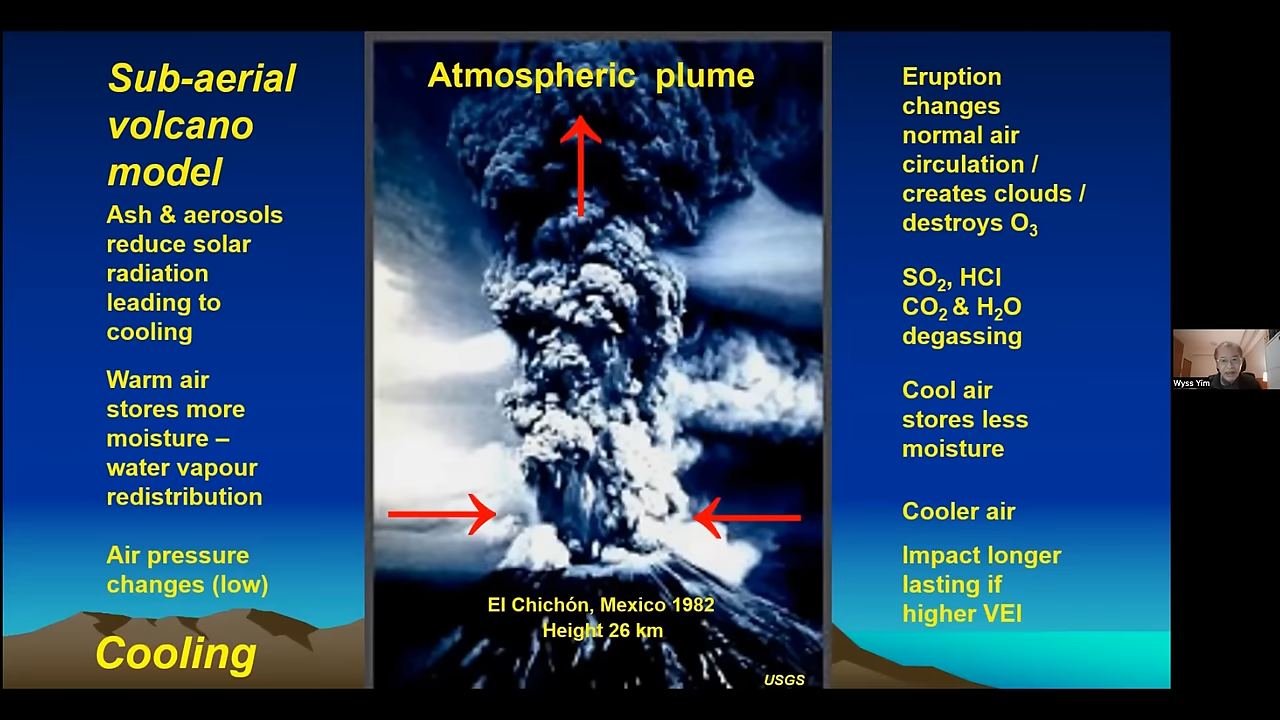 Sub-aerial
volcano
model
Ash & aerosols
reduce solar
radiation
leading to
cooling
Warm air
stores more
moisture –
water vapour
redistribution
Air pressure
changes (low)
Cooling
Atmospheric plume
El Chichón, Mexico 1982
Height 26 km
USGS
Eruption
changes
normal air
circulation /
creates clouds /
destroys O₃
SO₂, HCl
CO₂ & H₂O
degassing
Cool air
stores less
moisture
Cooler air
Impact longer
lasting if
higher VEI
Wyss Yim